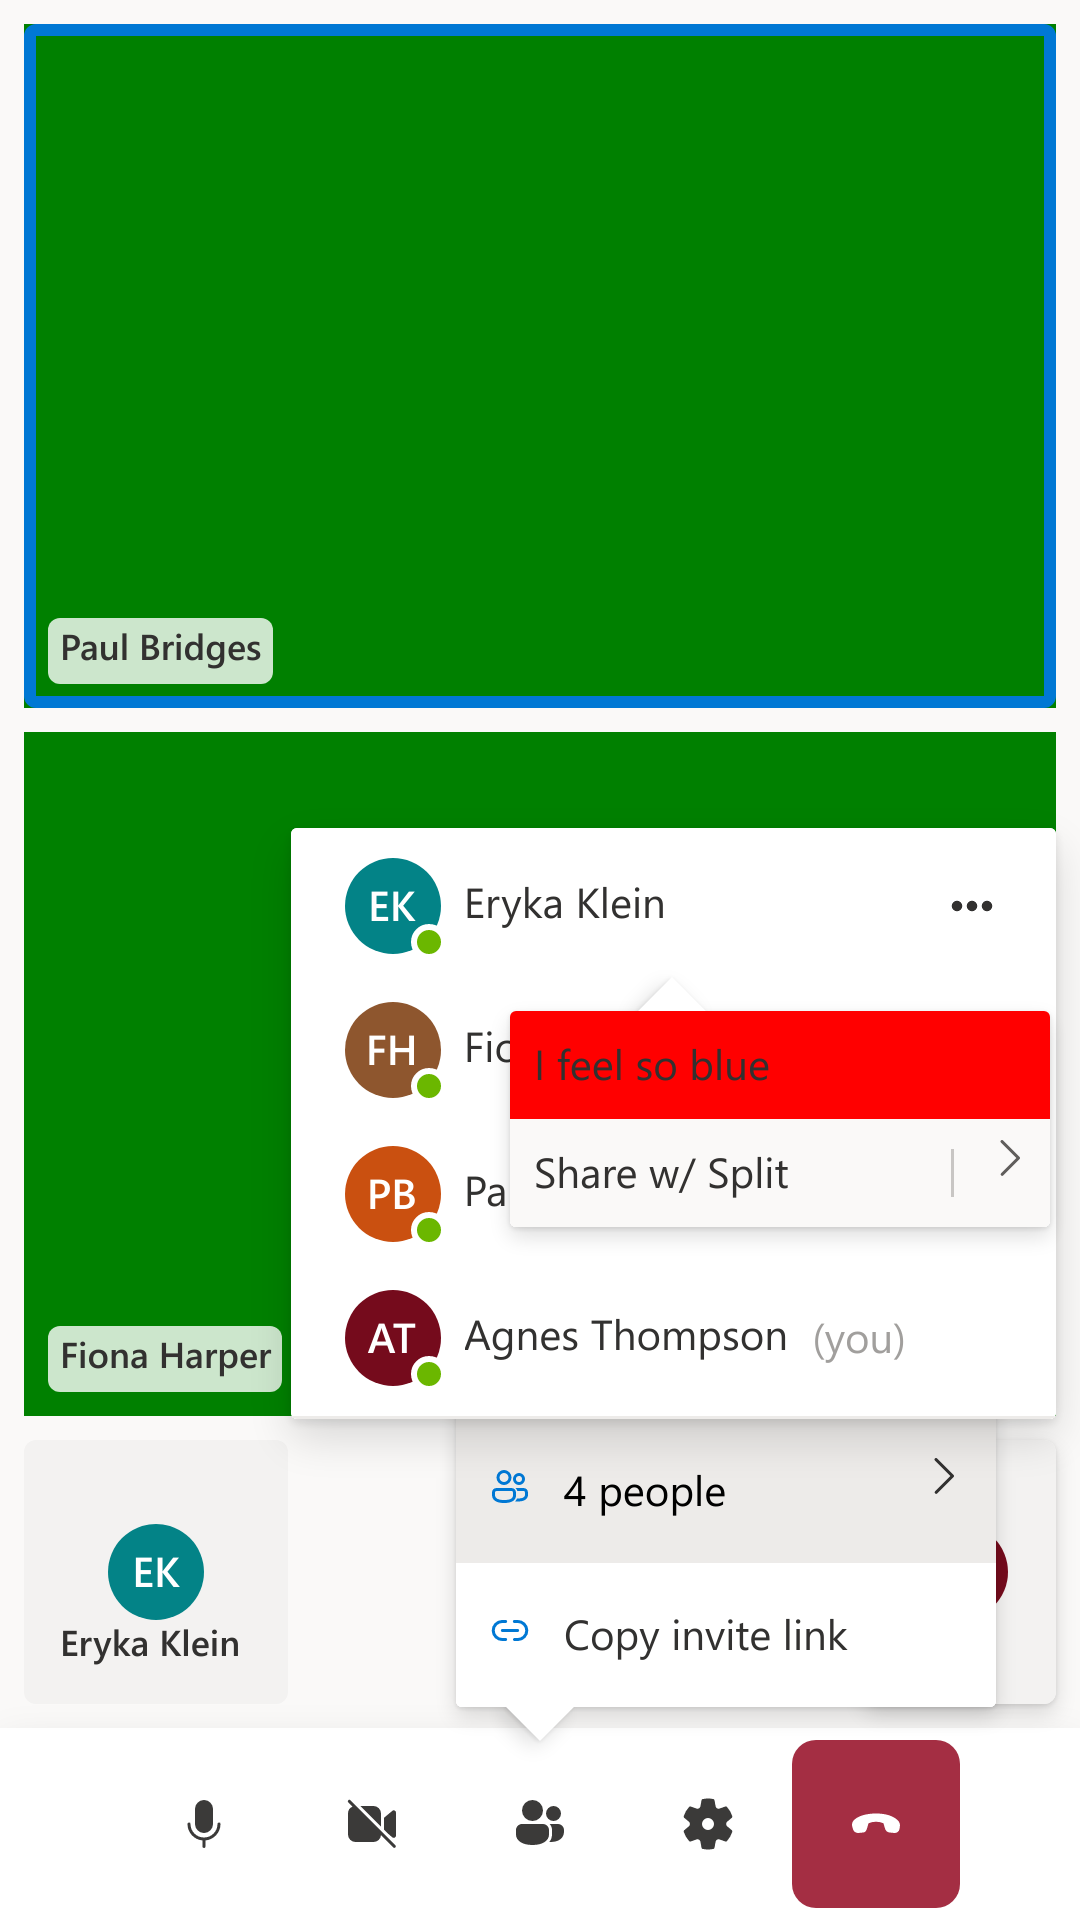 Paul Bridges
EK
Eryka Klein
FH
I feel so blue
PB
Pa
Share w/ Split
AT
Agnes Thompson (you)
Fiona Harper
4 people
EK
Eryka Klein
Copy invite link